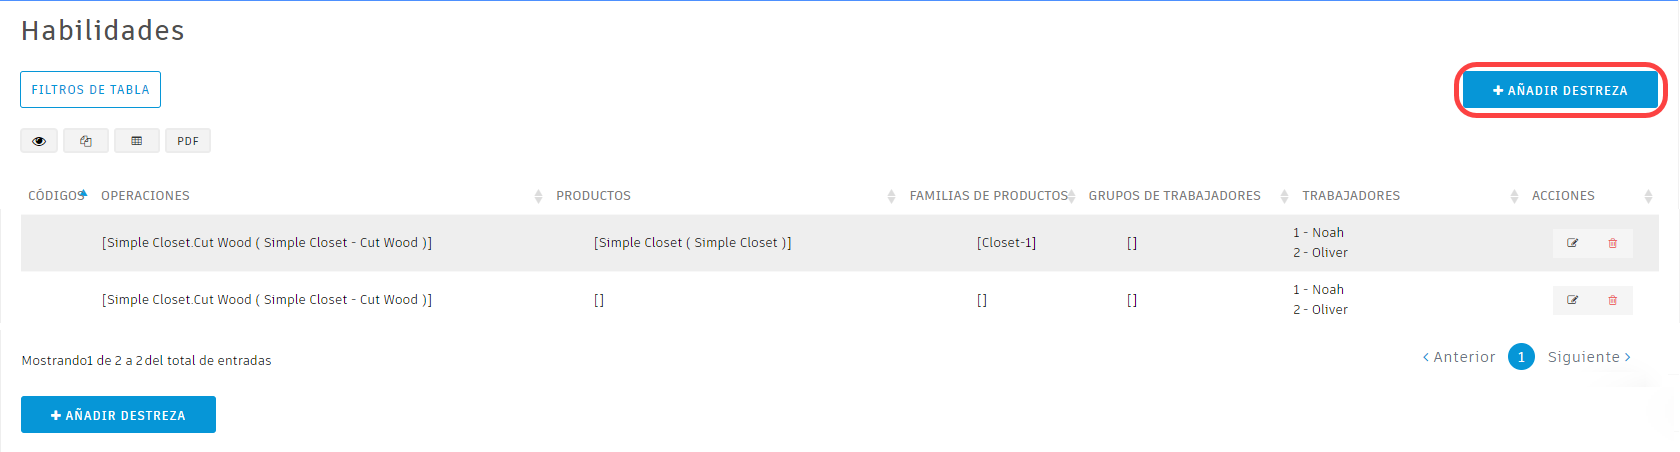 Habilidades
FILTROS DE TABLA
+ AÑADIR DESTREZA
PDF
CÓDIGOS OPERACIONES PRODUCTOS FAMILIAS DE PRODUCTOS GRUPOS DE TRABAJADORES TRABAJADORES ACCIONES
[Simple Closet.Cut Wood ( Simple Closet - Cut Wood )] [Simple Closet ( Simple Closet )] [Closet-1] [] 1 - Noah
2 - Oliver
[Simple Closet.Cut Wood ( Simple Closet - Cut Wood )] [] [] [] 1 - Noah
2 - Oliver
Mostrando1 de 2 a 2 del total de entradas
< Anterior 1 Siguiente >
+ AÑADIR DESTREZA